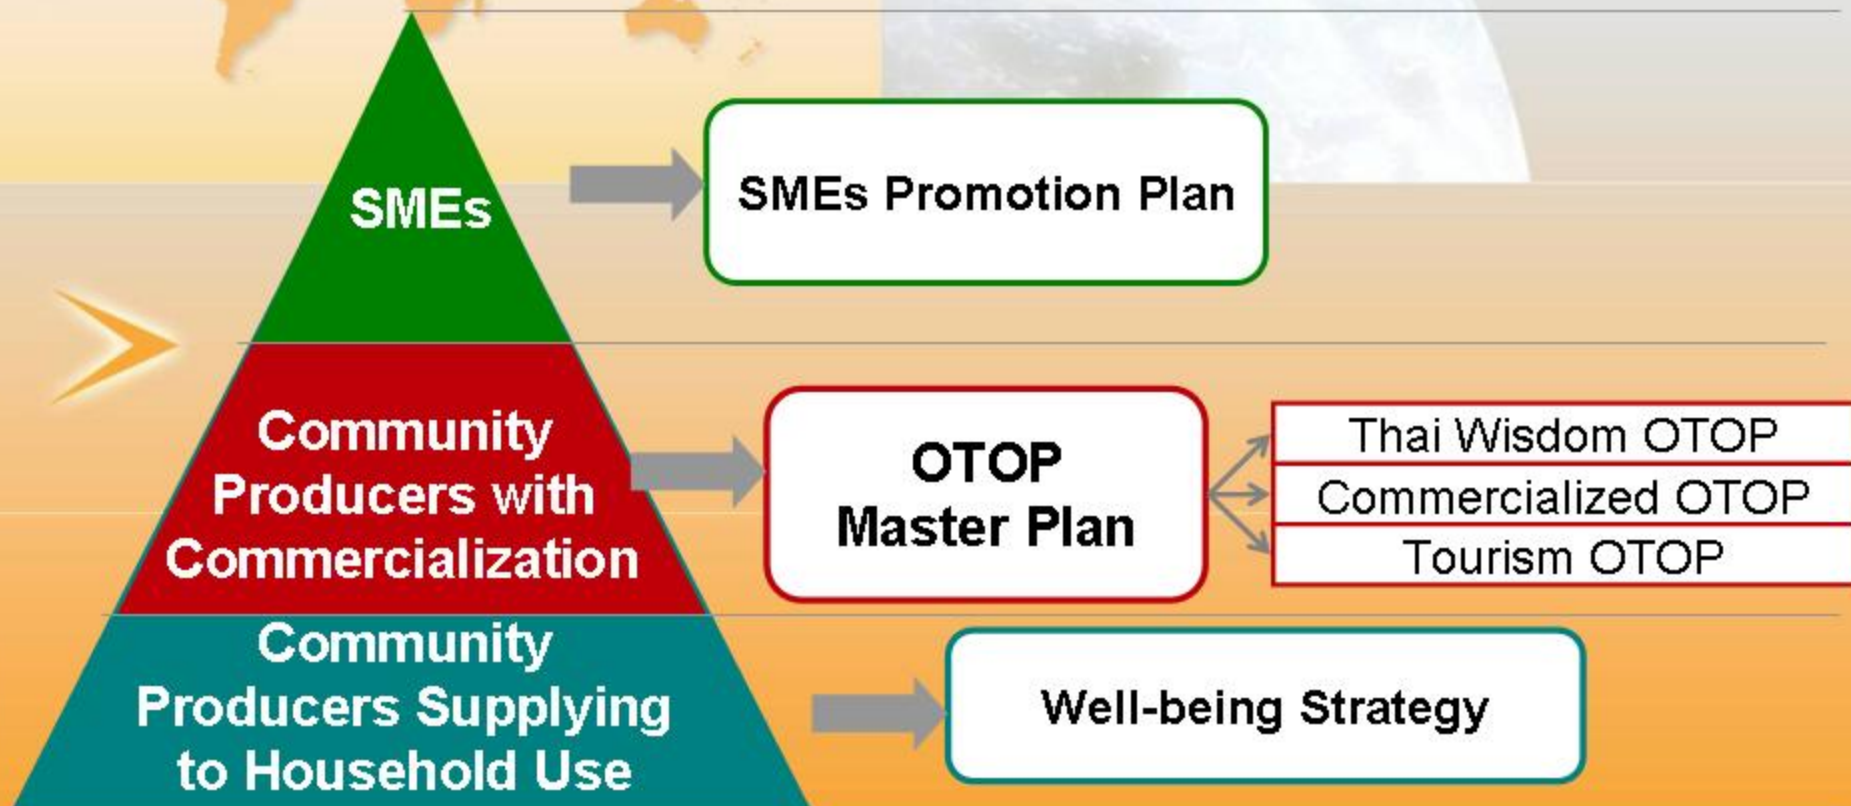 SMEs
SMEs Promotion Plan
Community
Producers with
Commercialization
OTOP
Master Plan
Thai Wisdom OTOP
Commercialized OTOP
Tourism OTOP
Community
Producers Supplying
to Household Use
Well-being Strategy